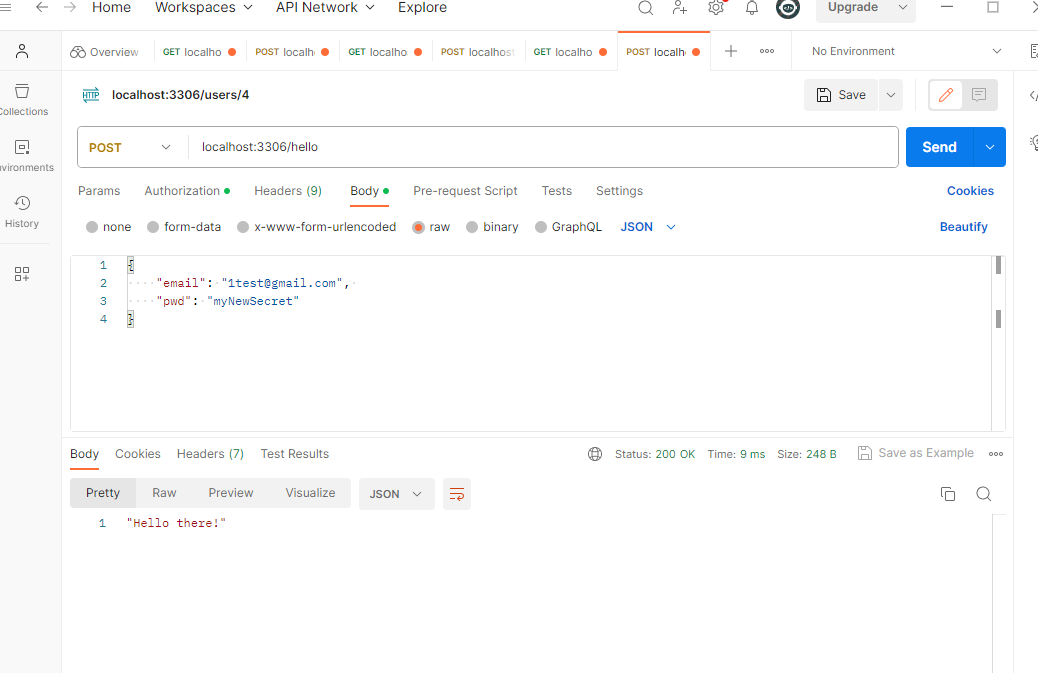 Home Workspaces API Network Explore Upgrade
Overview GET localho POST localh GET localho POST localhost GET localho POST localh No Environment
Collections
HTTP localhost:3306/users/4 Save
POST localhost:3306/hello Send
vironments
Params Authorization Headers (9) Body Pre-request Script Tests Settings Cookies
History
none form-data x-www-form-urlencoded raw binary GraphQL JSON Beautify
1 {
2 "email": "1test@gmail.com",
3 "pwd": "myNewSecret"
4 }
Body Cookies Headers (7) Test Results Status: 200 OK Time: 9 ms Size: 248 B Save as Example
Pretty Raw Preview Visualize JSON
1 "Hello there!"